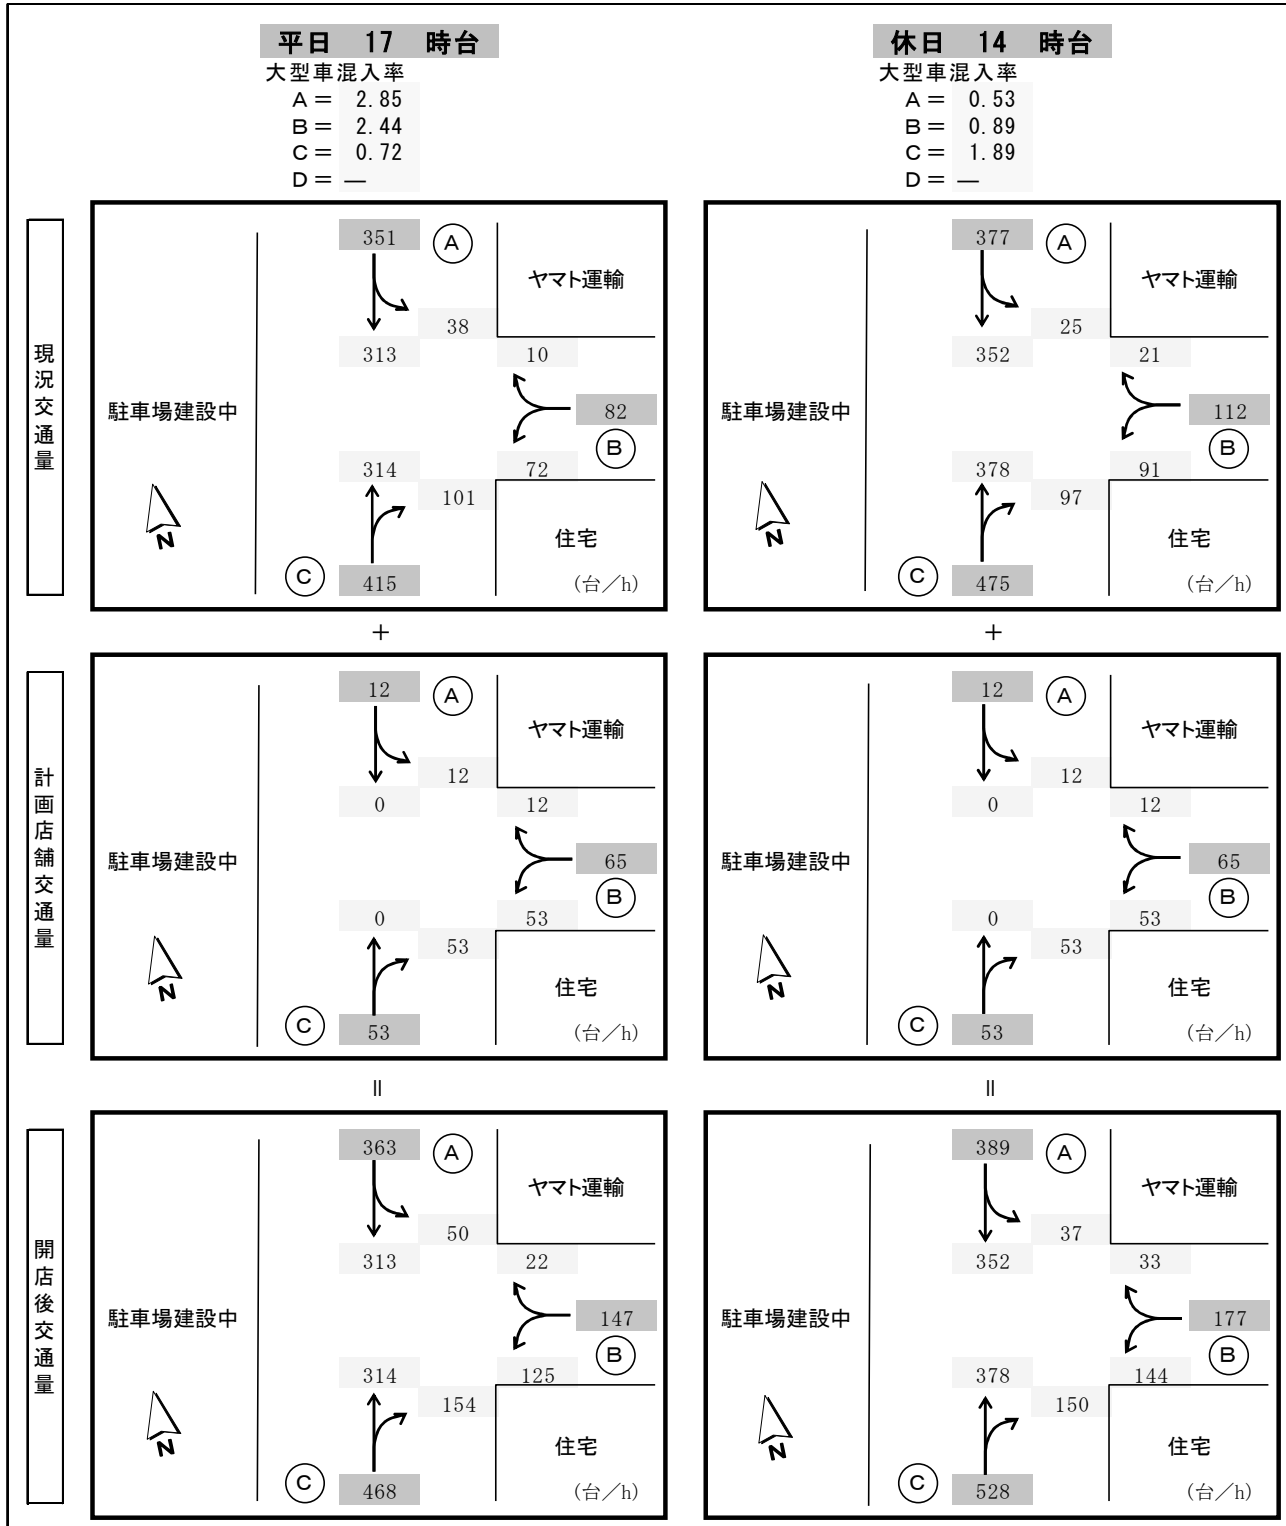 平日 17 時台
大型車混入率
A＝ 2.85
B＝ 2.44
C＝ 0.72
D＝ ―
休日 14 時台
大型車混入率
A＝ 0.53
B＝ 0.89
C＝ 1.89
D＝ ―
現況交通量
351
A
ヤマト運輸
38
313
10
駐車場建設中
82
B
314
72
101
N
住宅
C
415
(台／h)
377
A
ヤマト運輸
25
352
21
駐車場建設中
112
B
378
91
97
N
住宅
C
475
(台／h)
＋
＋
計画店舗交通量
12
A
ヤマト運輸
12
0
12
駐車場建設中
65
B
0
53
53
N
住宅
C
53
(台／h)
12
A
ヤマト運輸
12
0
12
駐車場建設中
65
B
0
53
53
N
住宅
C
53
(台／h)
॥
॥
開店後交通量
363
A
ヤマト運輸
50
313
22
駐車場建設中
147
B
314
125
154
N
住宅
C
468
(台／h)
389
A
ヤマト運輸
37
352
33
駐車場建設中
177
B
378
144
150
N
住宅
C
528
(台／h)